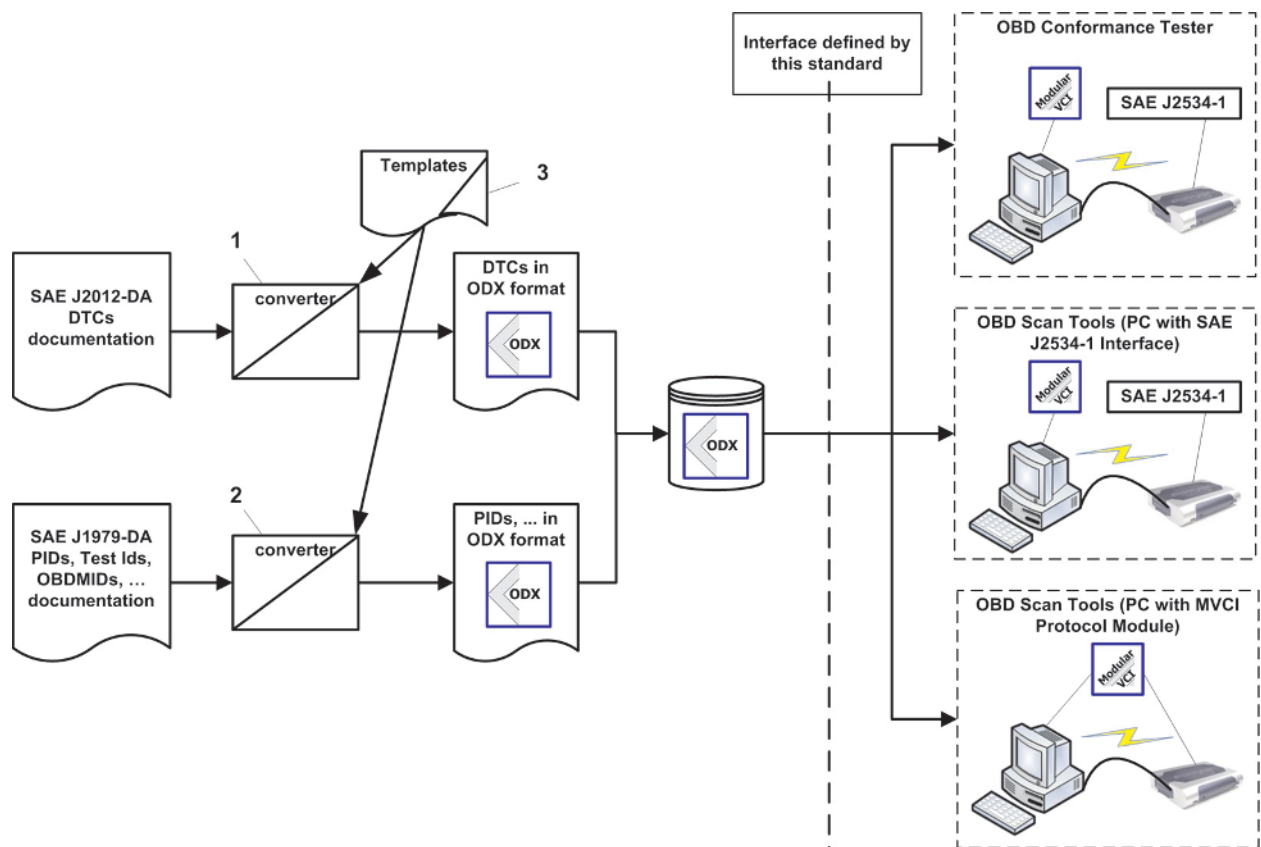 Interface defined by
this standard
OBD Conformance Tester
Modular
VCI
SAE J2534-1
Templates
3
1
SAE J2012-DA
DTCs
documentation
converter
DTCs in
ODX format
ODX
OBD Scan Tools (PC with SAE
J2534-1 Interface)
Modular
VCI
SAE J2534-1
ODX
2
SAE J1979-DA
PIDs, Test Ids,
OBDMIDs, ...
documentation
converter
PIDs, ... in
ODX format
ODX
OBD Scan Tools (PC with MVCI
Protocol Module)
Modular
VCI